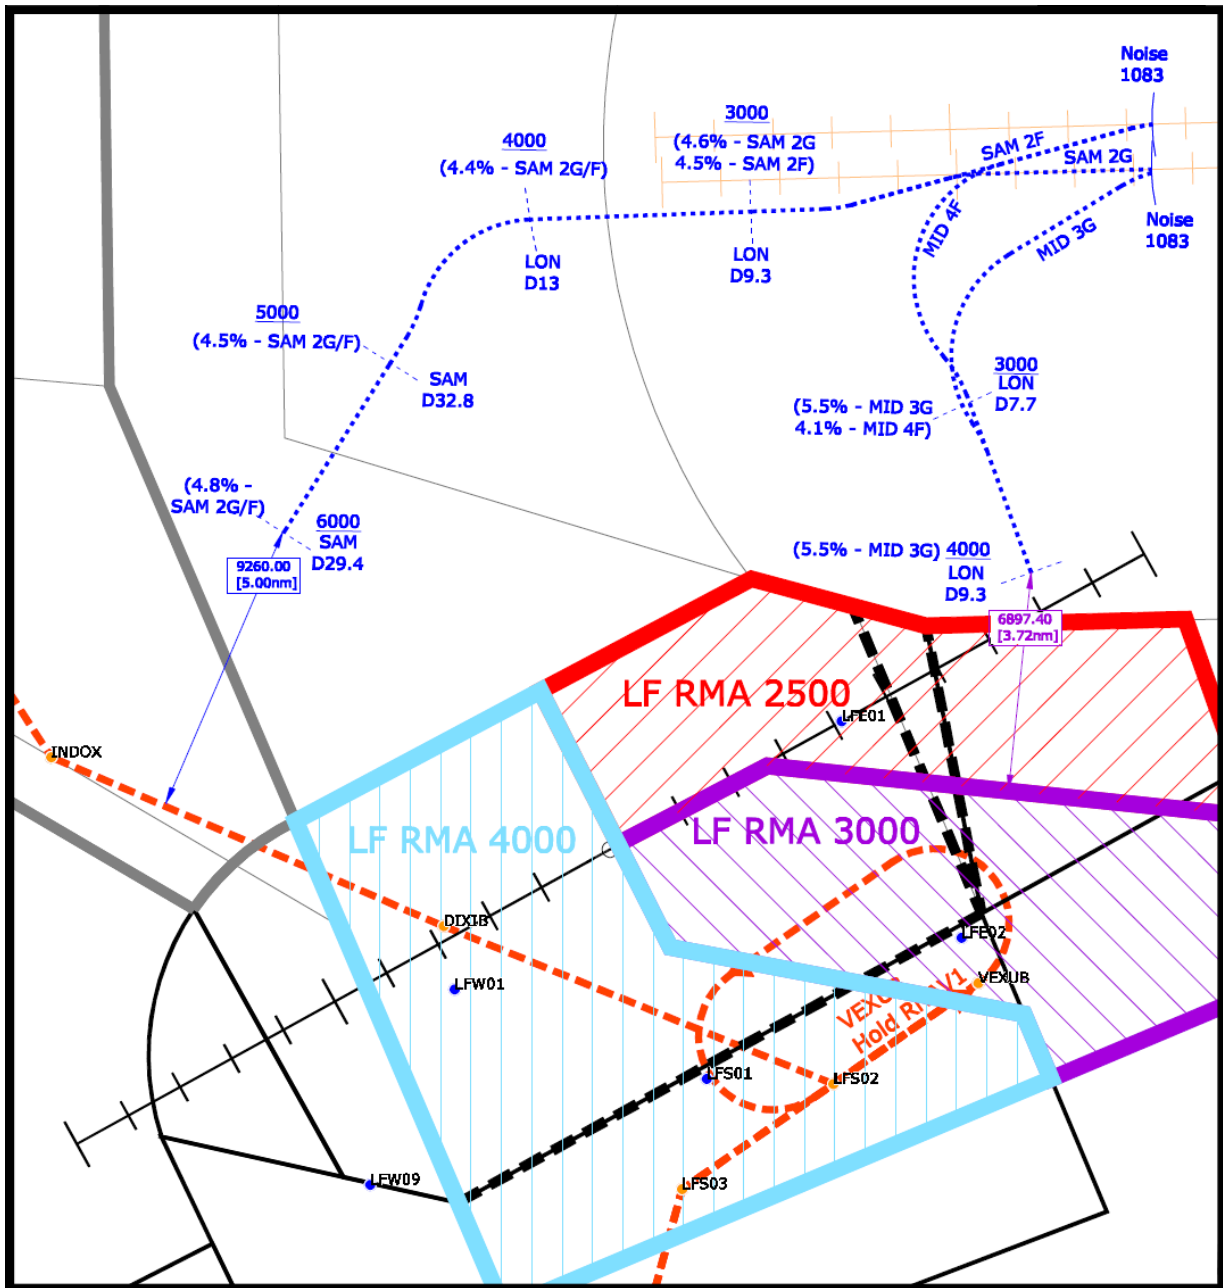 Noise
1083
3000
(4.6% - SAM 2G
4.5% - SAM 2F)
4000
(4.4% - SAM 2G/F)
SAM 2F
SAM 2G
MID 4F
MID 3G
Noise
1083
LON
D13
LON
D9.3
5000
(4.5% - SAM 2G/F)
SAM
D32.8
3000
LON
D7.7
(5.5% - MID 3G
4.1% - MID 4F)
(4.8% -
SAM 2G/F)
6000
SAM
D29.4
(5.5% - MID 3G)
4000
LON
D9.3
9260.00
[5.00nm]
6897.40
[3.72nm]
LF RMA 2500
LFE01
INDOX
LF RMA 4000
LF RMA 3000
DIXIB
LFE02
LFW01
VEXUB
Hold RMA V1
LFS01
LFS02
LFW09
LFS03